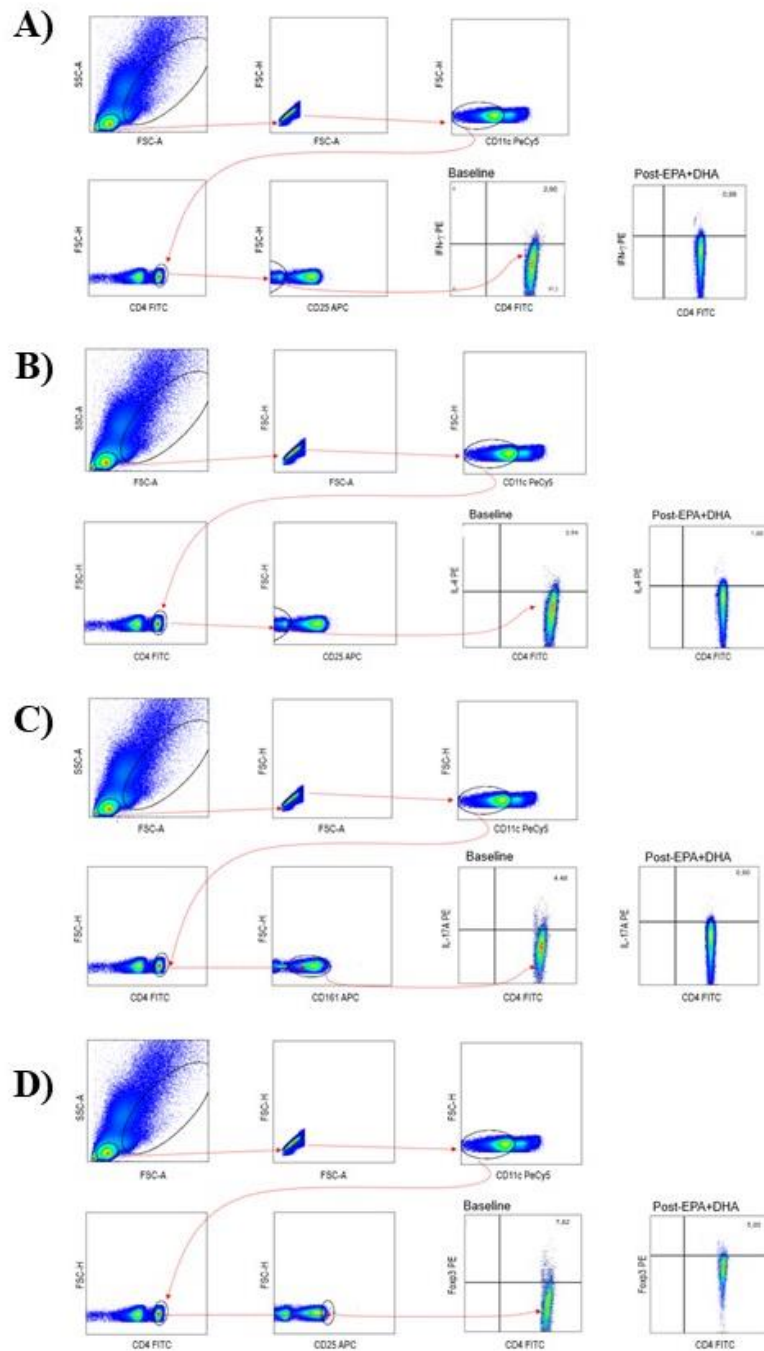 A)
SSC-A
FSC-A
FSC-H
FSC-A
FSC-H
CD11c PeCy5
FSC-H
CD4 FITC
FSC-H
CD25 APC
Baseline
IFN-γ PE
CD4 FITC
Post-EPA+DHA
IFN-γ PE
CD4 FITC
B)
SSC-A
FSC-A
FSC-H
FSC-A
FSC-H
CD11c PeCy5
FSC-H
CD4 FITC
FSC-H
CD25 APC
Baseline
IL-4 PE
CD4 FITC
Post-EPA+DHA
IL-4 PE
CD4 FITC
C)
SSC-A
FSC-A
FSC-H
FSC-A
FSC-H
CD11c PeCy5
FSC-H
CD4 FITC
FSC-H
CD161 APC
Baseline
IL-17A PE
CD4 FITC
Post-EPA+DHA
IL-17A PE
CD4 FITC
D)
SSC-A
FSC-A
FSC-H
FSC-A
FSC-H
CD11c PeCy5
FSC-H
CD4 FITC
FSC-H
CD25 APC
Baseline
Foxp3 PE
CD4 FITC
Post-EPA+DHA
5,00
Foxp3 PE
CD4 FITC